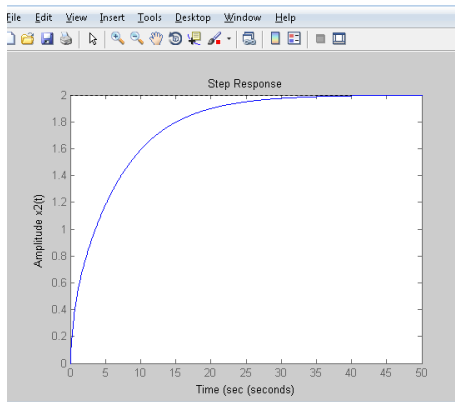 File Edit View Insert Tools Desktop Window Help
Step Response
2
1.8
1.6
1.4
1.2
1
0.8
0.6
0.4
0.2
0
Amplitude x2(t)
0 5 10 15 20 25 30 35 40 45 50
Time (sec (seconds)